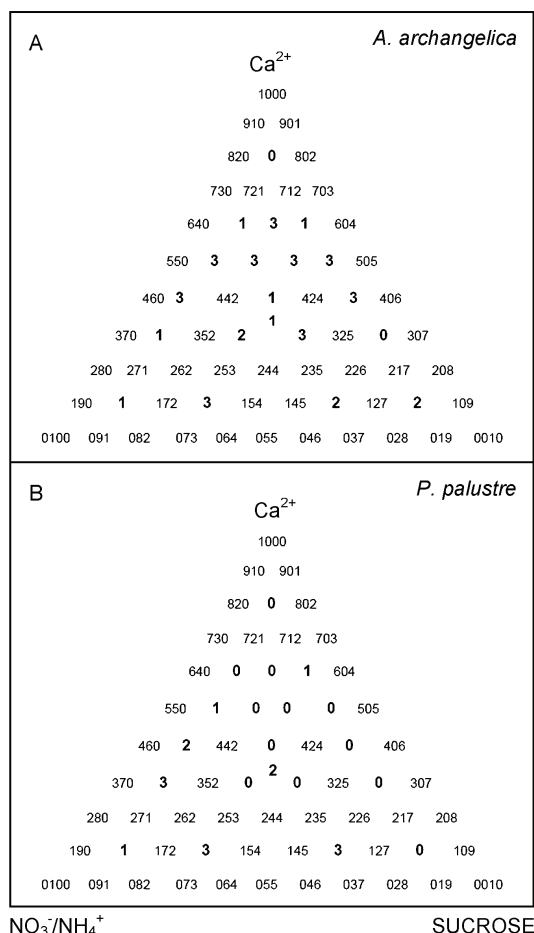 A A. archangelica
Ca2+
1000
910 901
820 0 802
730 721 712 703
640 1 3 1 604
550 3 3 3 3 505
460 3 442 1 424 3 406
1
370 1 352 2 3 325 0 307
280 271 262 253 244 235 226 217 208
190 1 172 3 154 145 2 127 2 109
0100 091 082 073 064 055 046 037 028 019 0010
B P. palustre
Ca2+
1000
910 901
820 0 802
730 721 712 703
640 0 0 1 604
550 1 0 0 0 505
460 2 442 0 424 0 406
2
370 3 352 0 0 325 0 307
280 271 262 253 244 235 226 217 208
190 1 172 3 154 145 3 127 0 109
0100 091 082 073 064 055 046 037 028 019 0010
NO3-/NH4+ SUCROSE